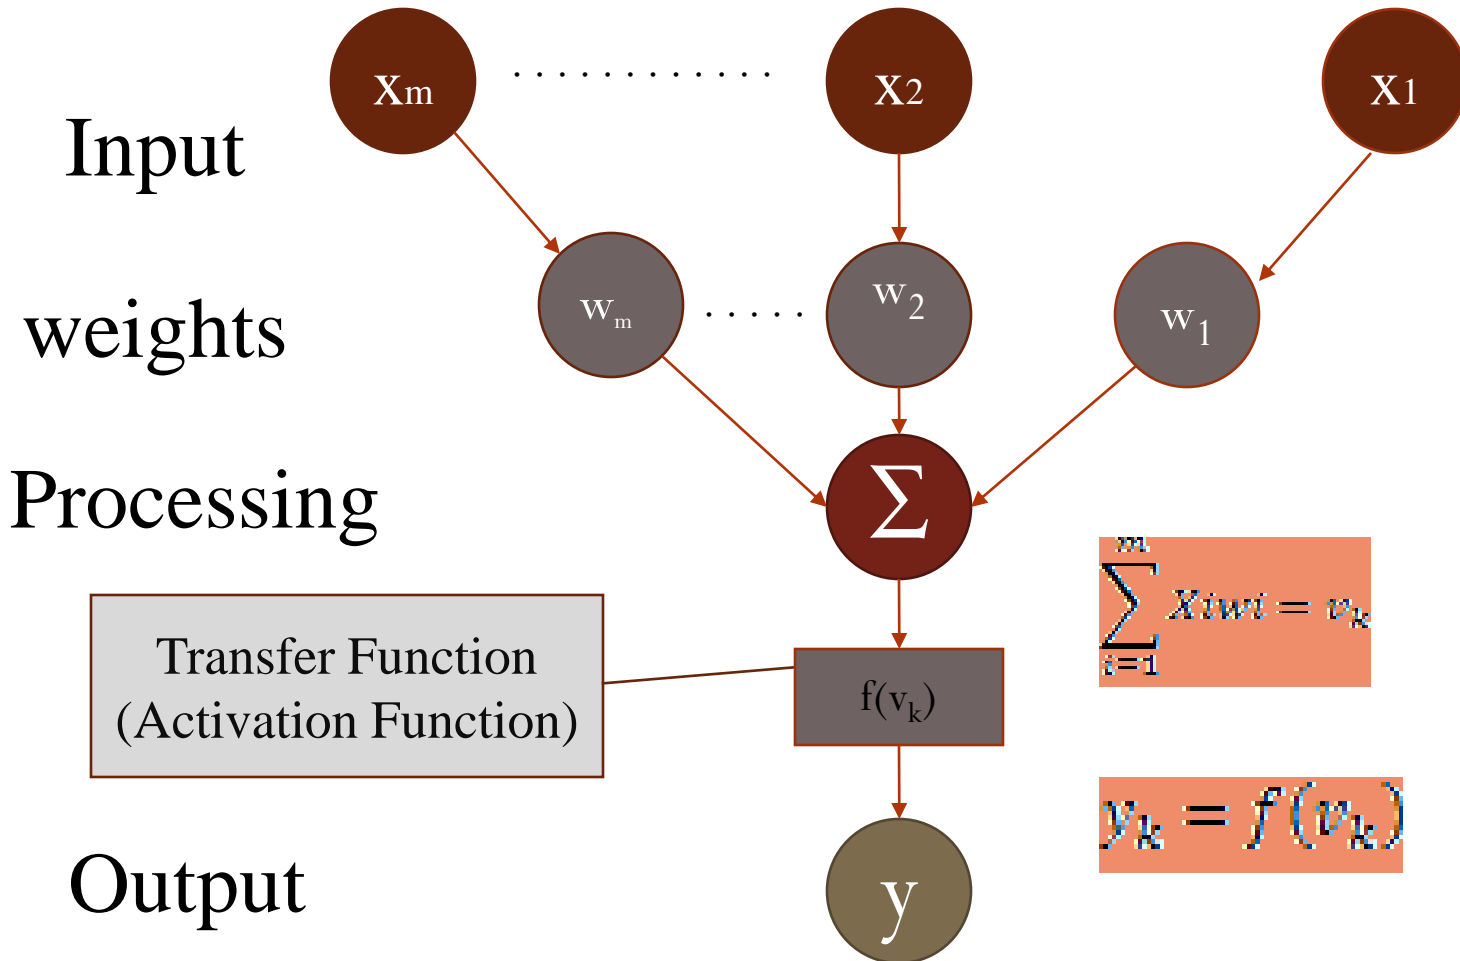 xm . . . . . . . . . . . . x2 x1
Input
wm . . . . . w2 w1
weights
Processing
∑
m
∑ xiwi = vk
i=1
Transfer Function
(Activation Function)
f(vk)
yk = f(vk)
Output
y